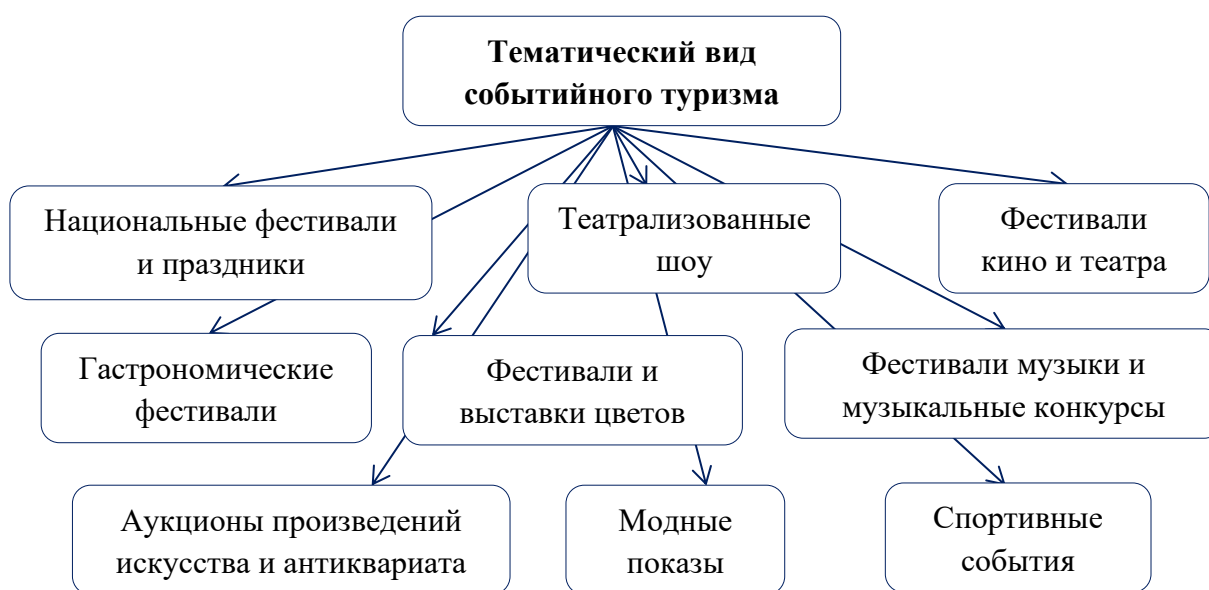 Тематический вид
событийного туризма
Национальные фестивали
и праздники
Театрализованные
шоу
Фестивали
кино и театра
Гастрономические
фестивали
Фестивали и
выставки цветов
Фестивали музыки и
музыкальные конкурсы
Аукционы произведений
искусства и антиквариата
Модные
показы
Спортивные
события